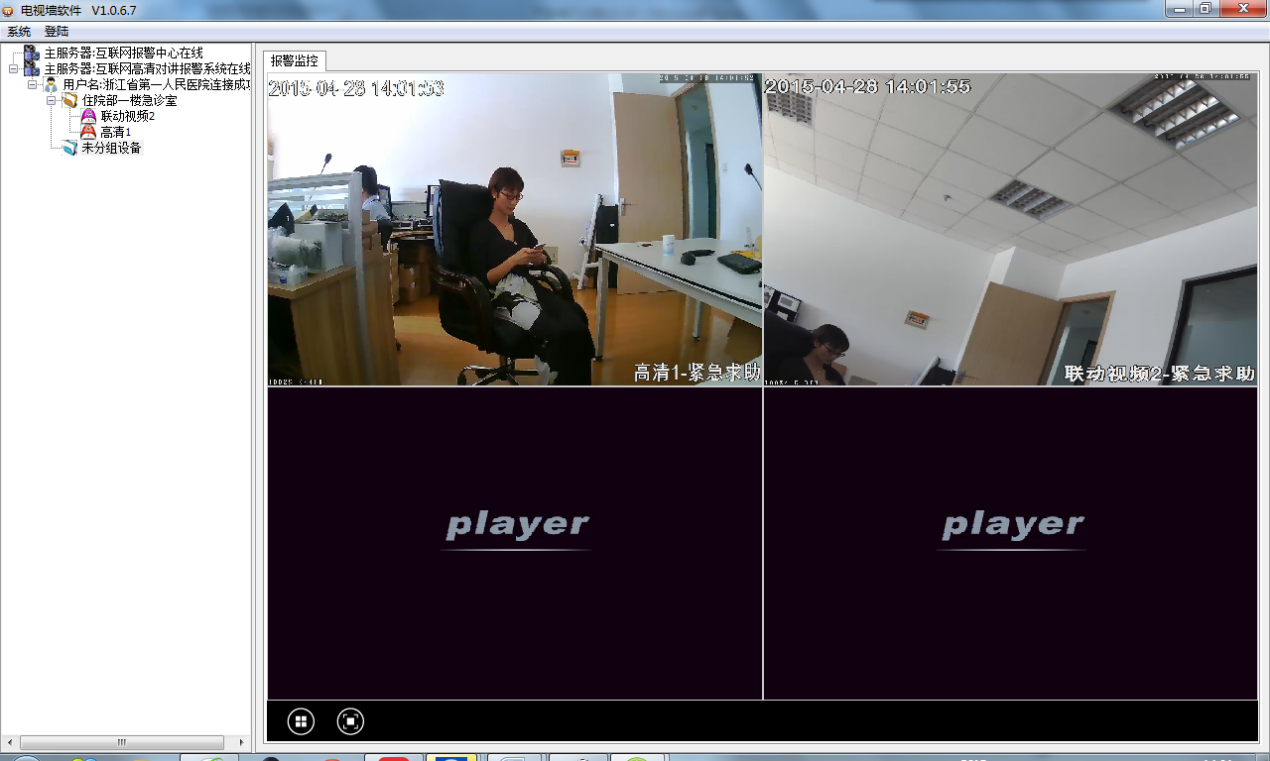 电视墙软件 V1.0.6.7
系统 登陆
主服务器:互联网报警中心在线
主服务器:互联网高清对讲报警系统在线
用户名:浙江省第一人民医院连接成功
住院部一楼急诊室
联动视频2
高清1
未分组设备
报警监控
2015-04-28 14:01:53
高清1-紧急求助
2015-04-28 14:01:55
联动视频2-紧急求助
player
player